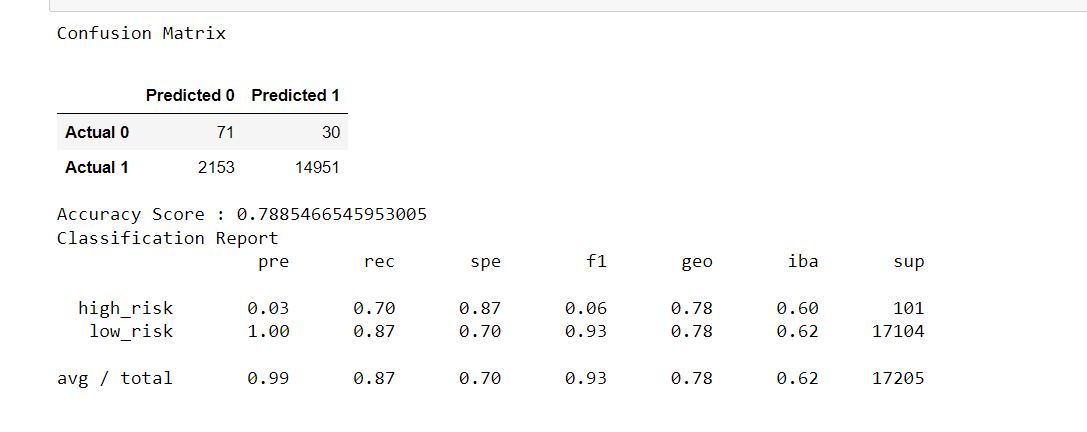 Confusion Matrix
Predicted 0 Predicted 1
Actual 0 71 30
Actual 1 2153 14951
Accuracy Score : 0.7885466545953005
Classification Report
pre rec spe f1 geo iba sup
high_risk 0.03 0.70 0.87 0.06 0.78 0.60 101
low_risk 1.00 0.87 0.70 0.93 0.78 0.62 17104
avg / total 0.99 0.87 0.70 0.93 0.78 0.62 17205